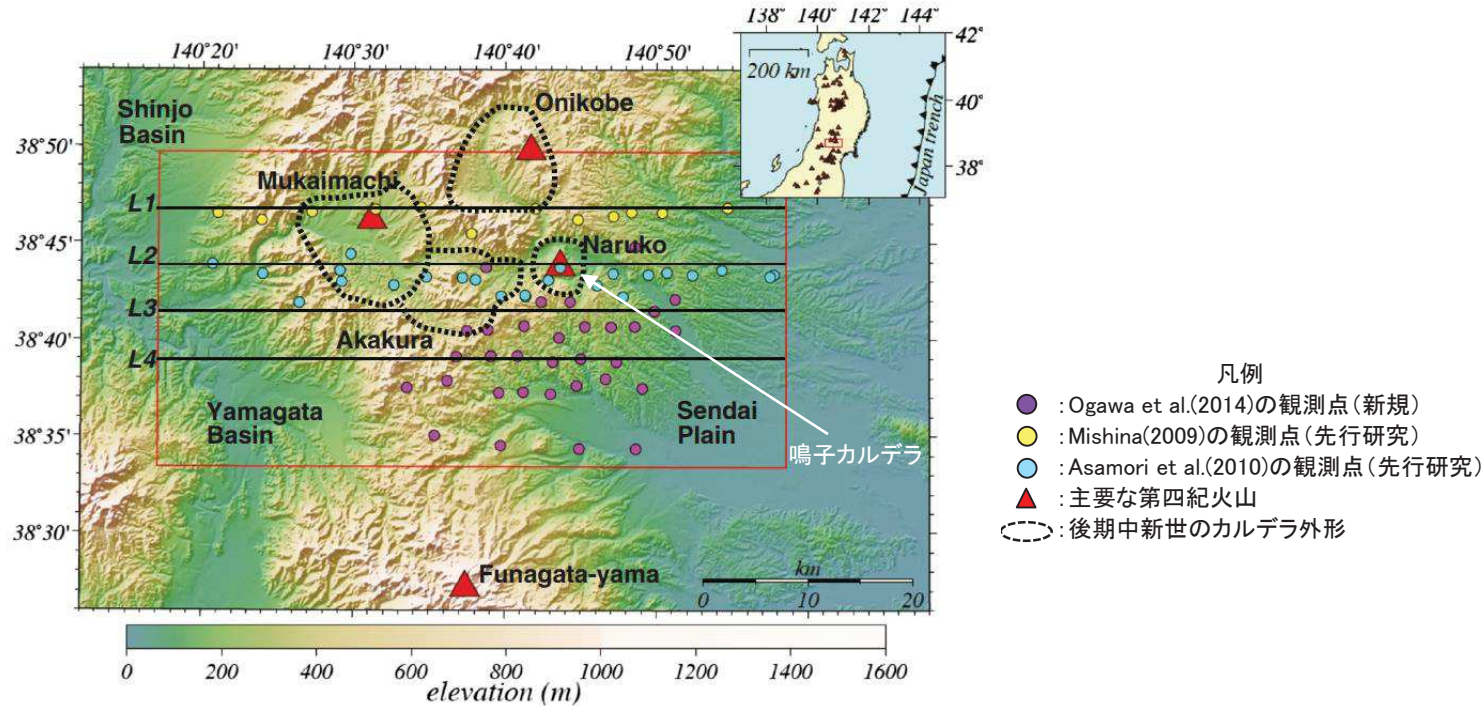 138° 140° 142° 144°
42°
40°
38°
200 km
Japan trench
140°20' 140°30' 140°40' 140°50'
38°50'
38°45'
38°40'
38°35'
38°30'
Shinjo
Basin
Onikobe
Mukaimachi
L1
L2
Naruko
L3
Akakura
L4
Yamagata
Basin
Sendai
Plain
鳴子カルデラ
Funagata-yama
km
0 10 20
0 200 400 600 800 1000 1200 1400 1600
elevation (m)
凡例
:Ogawa et al.(2014)の観測点(新規)
:Mishina(2009)の観測点(先行研究)
:Asamori et al.(2010)の観測点(先行研究)
:主要な第四紀火山
:後期中新世のカルデラ外形